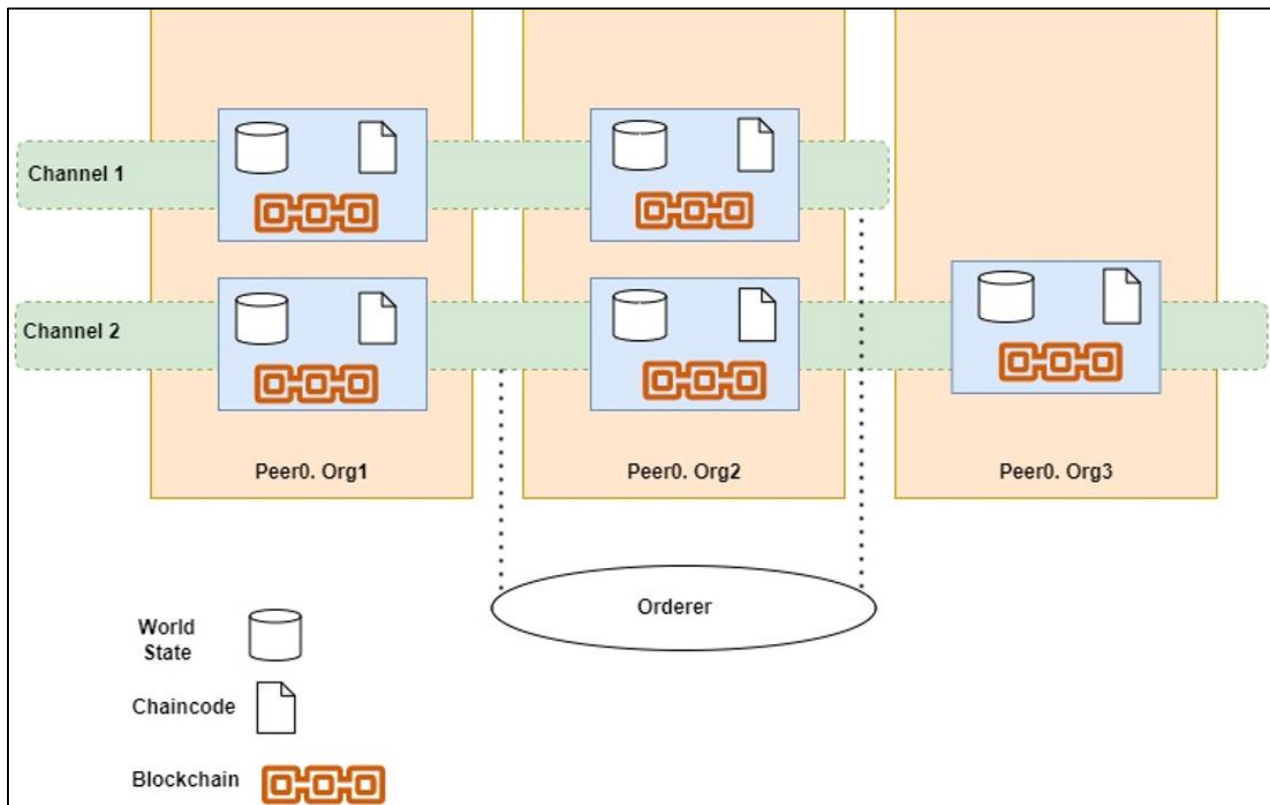 Channel 1
Channel 2
Peer0. Org1
Peer0. Org2
Peer0. Org3
Orderer
World
State
Chaincode
Blockchain